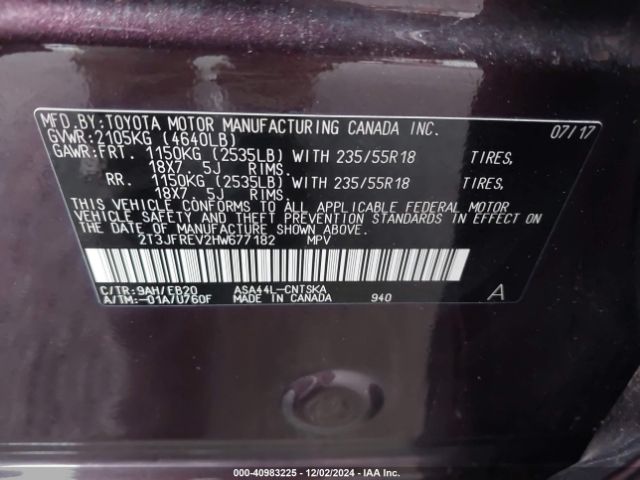 MFD.BY:TOYOTA MOTOR MANUFACTURING CANADA INC. 07/17
GVWR:2105KG (4640LB)
GAWR:FRT. 1150KG (2535LB) WITH 235/55R18 TIRES,
18X7. 5J RIMS.
RR. 1150KG (2535LB) WITH 235/55R18 TIRES,
18X7. 5J RIMS.
THIS VEHICLE CONFORMS TO ALL APPLICABLE FEDERAL MOTOR
VEHICLE SAFETY AND THEFT PREVENTION STANDARDS IN EFFECT ON
THE DATE OF MANUFACTURE SHOWN ABOVE.
2T3JFREV2HW677182 MPV
C/TR:9AH/EB20 ASA44L-CNTSKA
A/TM:-01A/U760F MADE IN CANADA 940 A
000-40983225 - 12/02/2024 - IAA Inc.